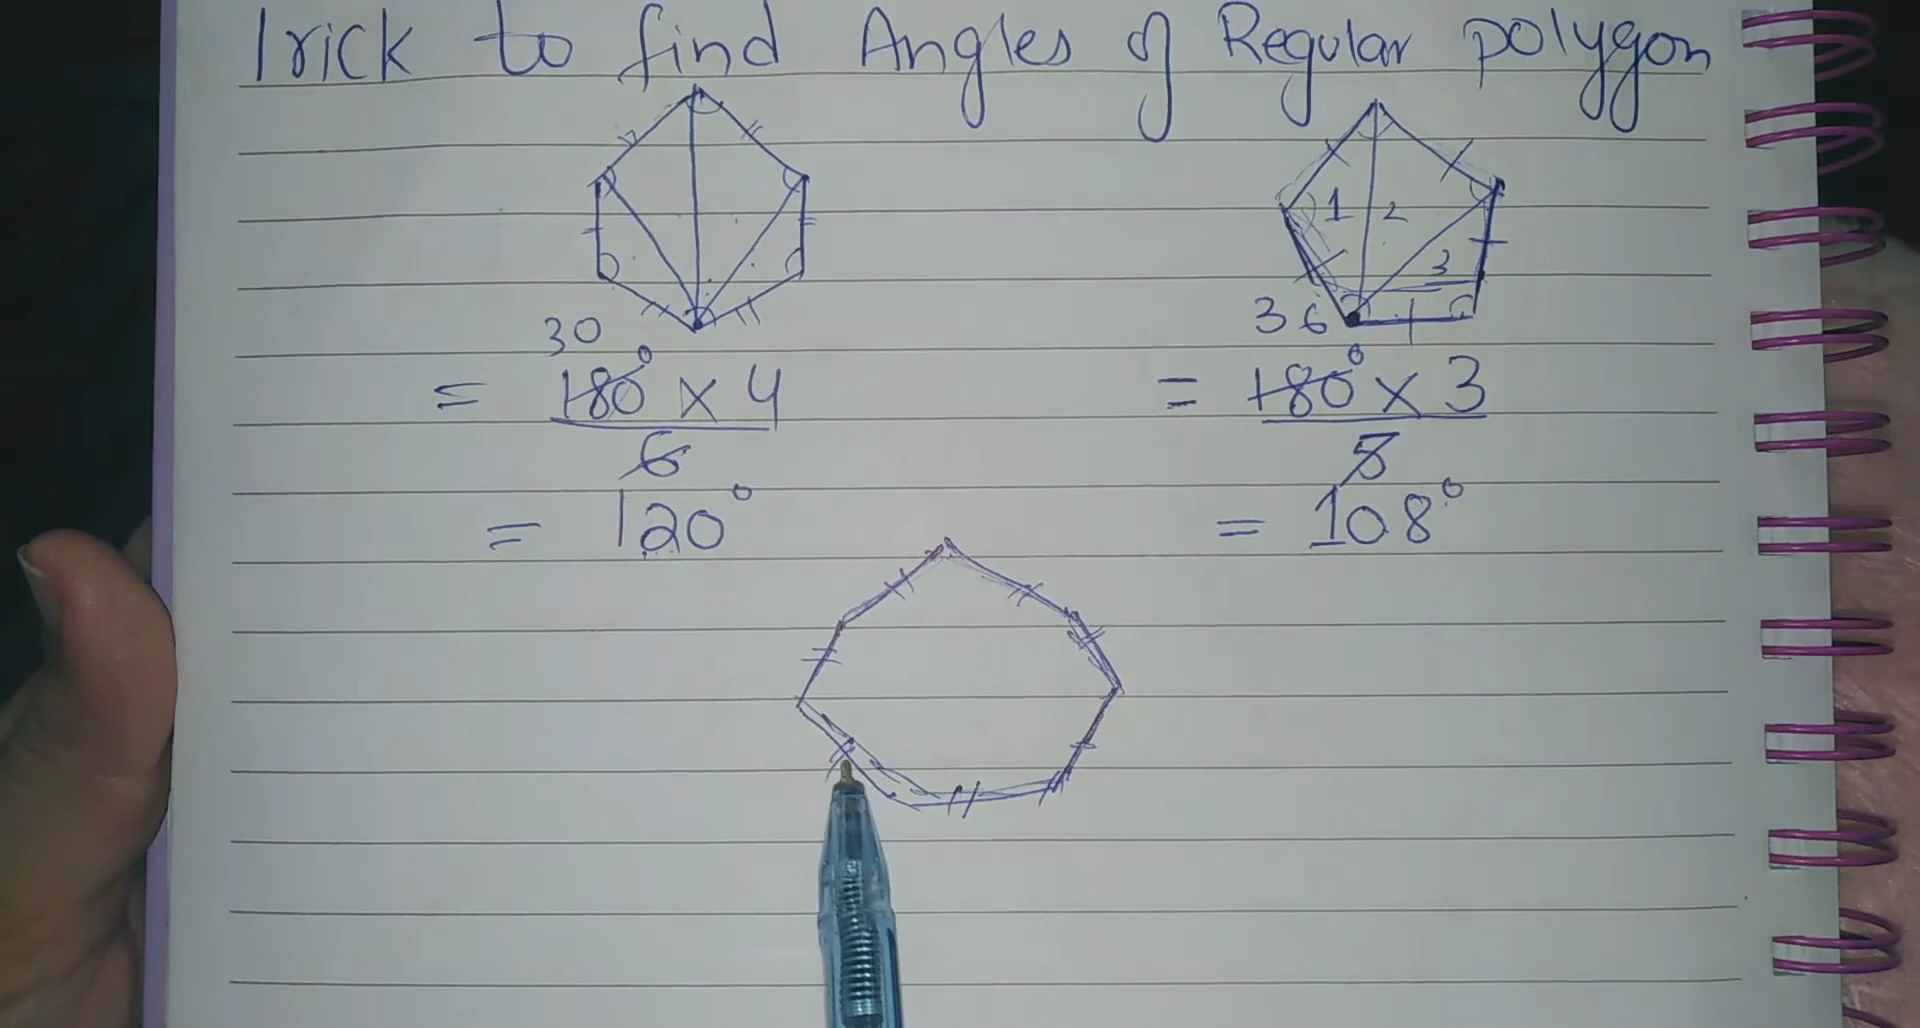 Trick to find Angles of Regular polygon
1 2 3
30
= 180° x 4
6
= 120°
36
= 180° x 3
5
= 108°